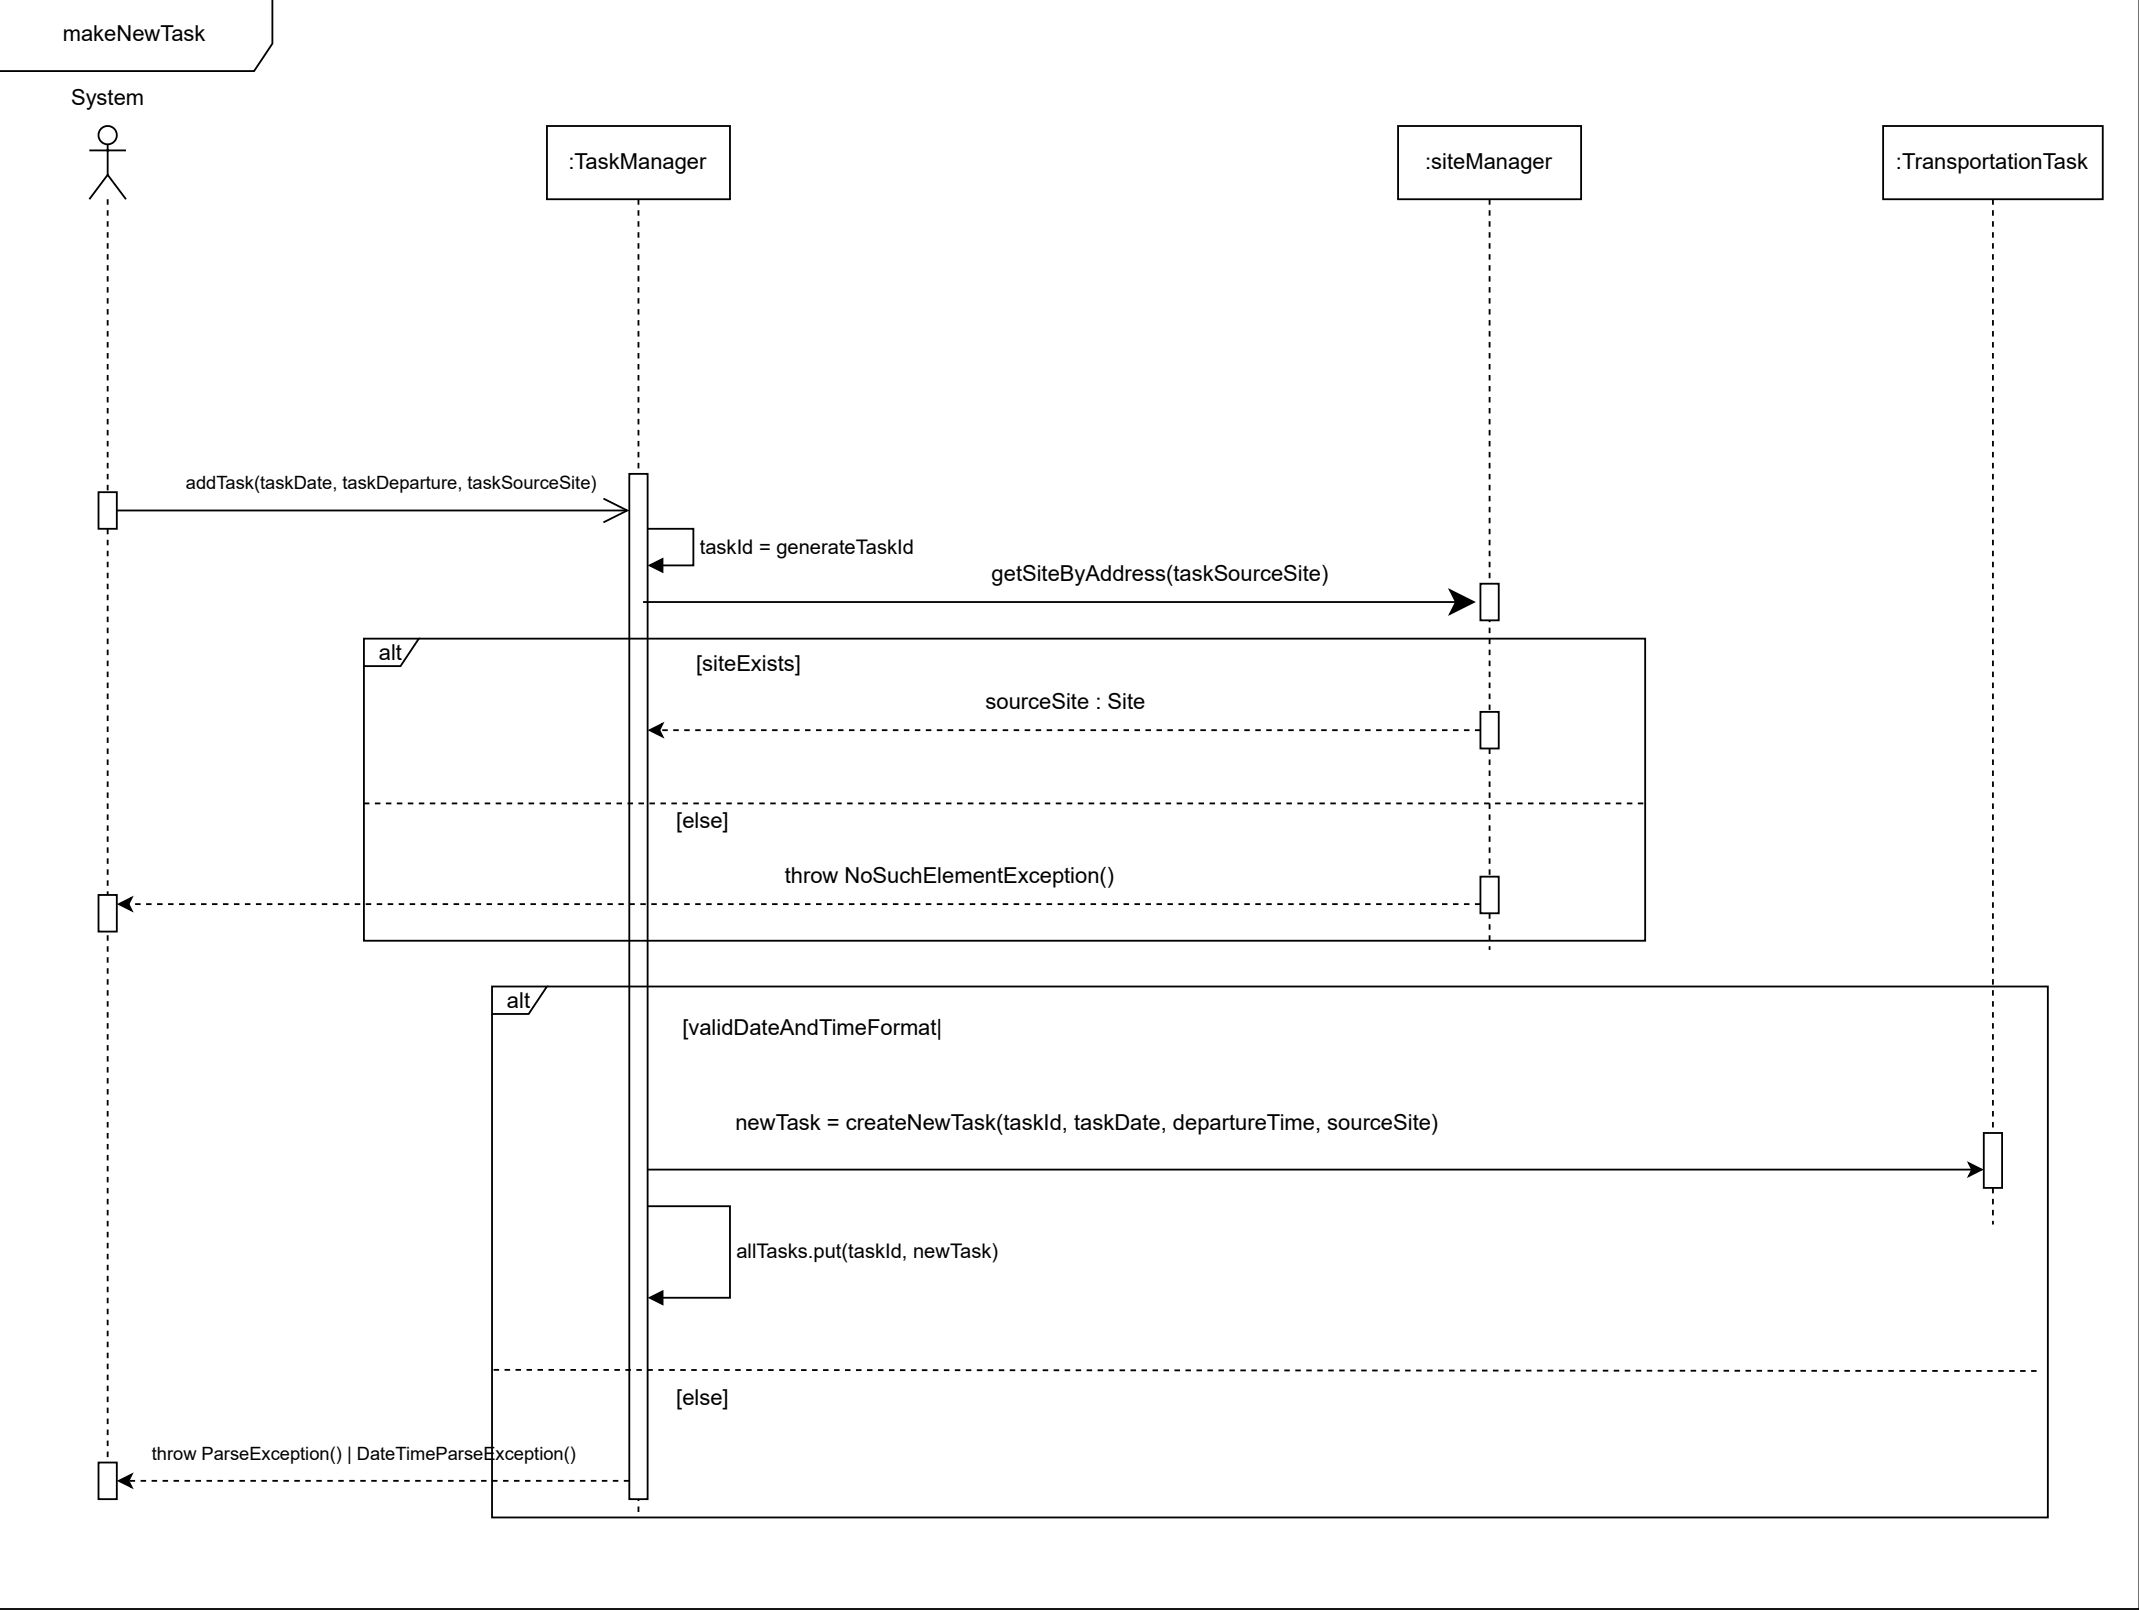 makeNewTask
System
:TaskManager
:siteManager
:TransportationTask
addTask(taskDate, taskDeparture, taskSourceSite)
taskId = generateTaskId
getSiteByAddress(taskSourceSite)
alt
[siteExists]
sourceSite : Site
[else]
throw NoSuchElementException()
alt
[validDateAndTimeFormat|
newTask = createNewTask(taskId, taskDate, departureTime, sourceSite)
allTasks.put(taskId, newTask)
[else]
throw ParseException() | DateTimeParseException()